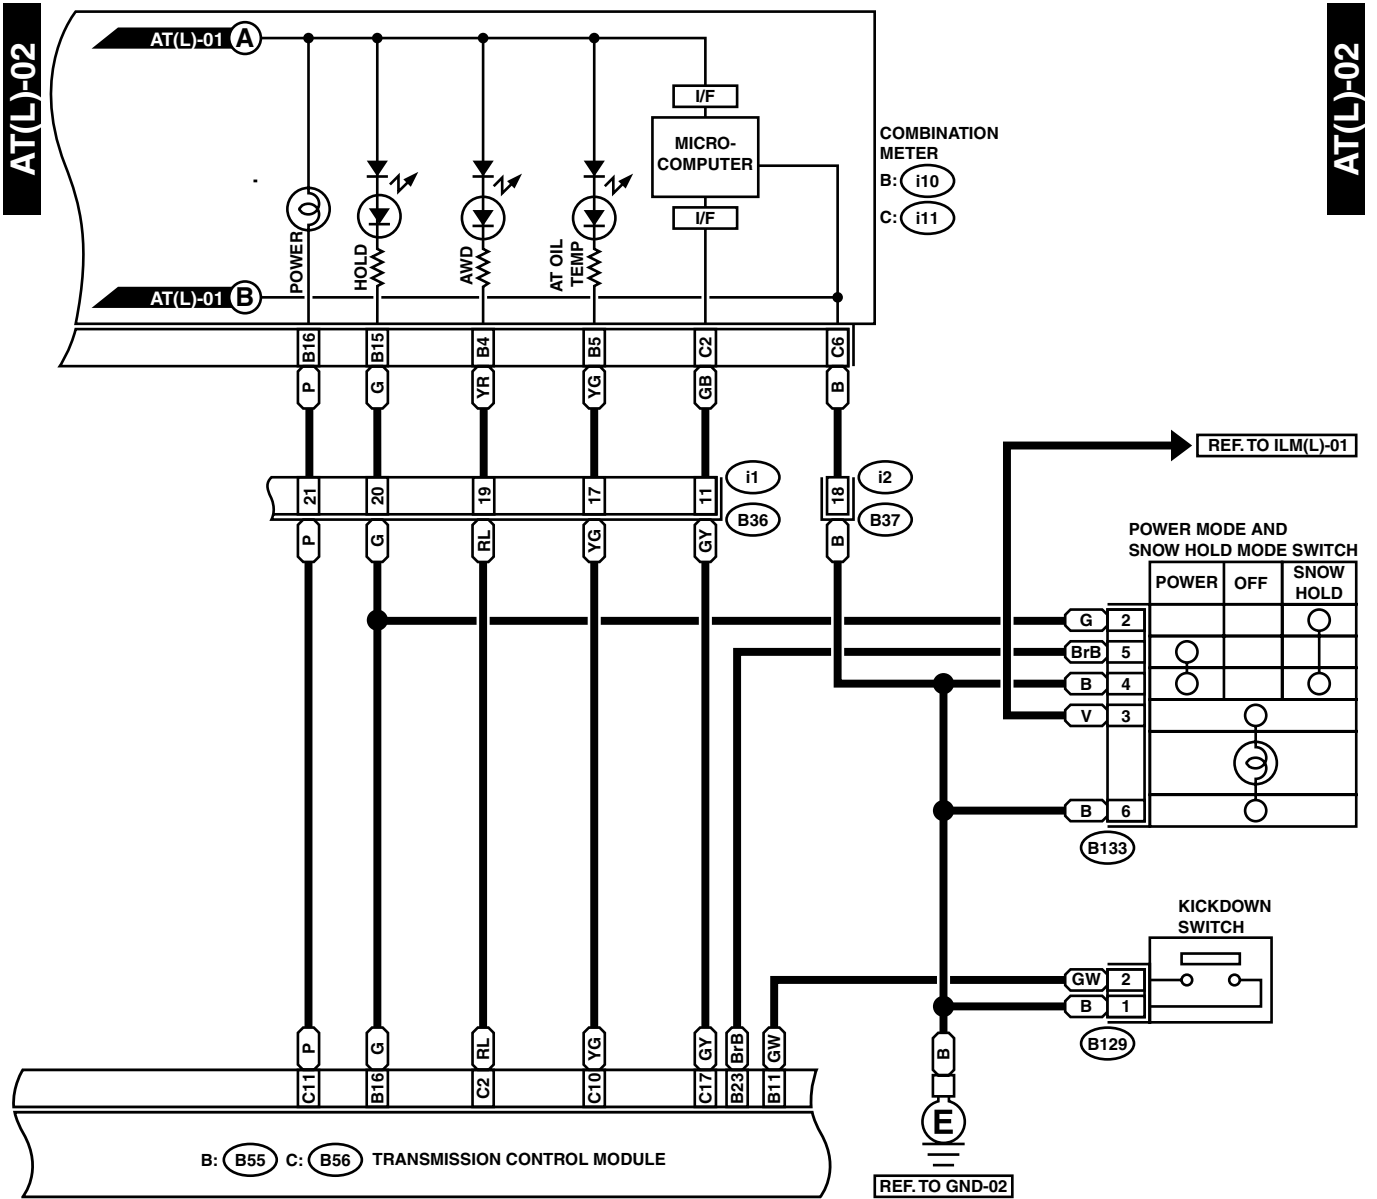 AT(L)-02
AT(L)-02
AT(L)-01 A
I/F
MICRO-
COMPUTER
I/F
COMBINATION
METER
B: i10
C: i11
POWER
HOLD
AWD
AT OIL
TEMP
AT(L)-01 B
B16 B15 B4 B5 C2 C6
P G YR YG GB B
REF. TO ILM(L)-01
21 20 19 17 11 i1 18 i2
B36 B37
P G RL YG GY B
POWER MODE AND
SNOW HOLD MODE SWITCH
POWER OFF SNOW
HOLD
G 2
BrB 5
B 4
V 3
B 6
B133
KICKDOWN
SWITCH
GW 2
B 1
B129
P G RL YG GY BrB GW B
C11 B16 C2 C10 C17 B23 B11
E
B: B55 C: B56 TRANSMISSION CONTROL MODULE
REF. TO GND-02